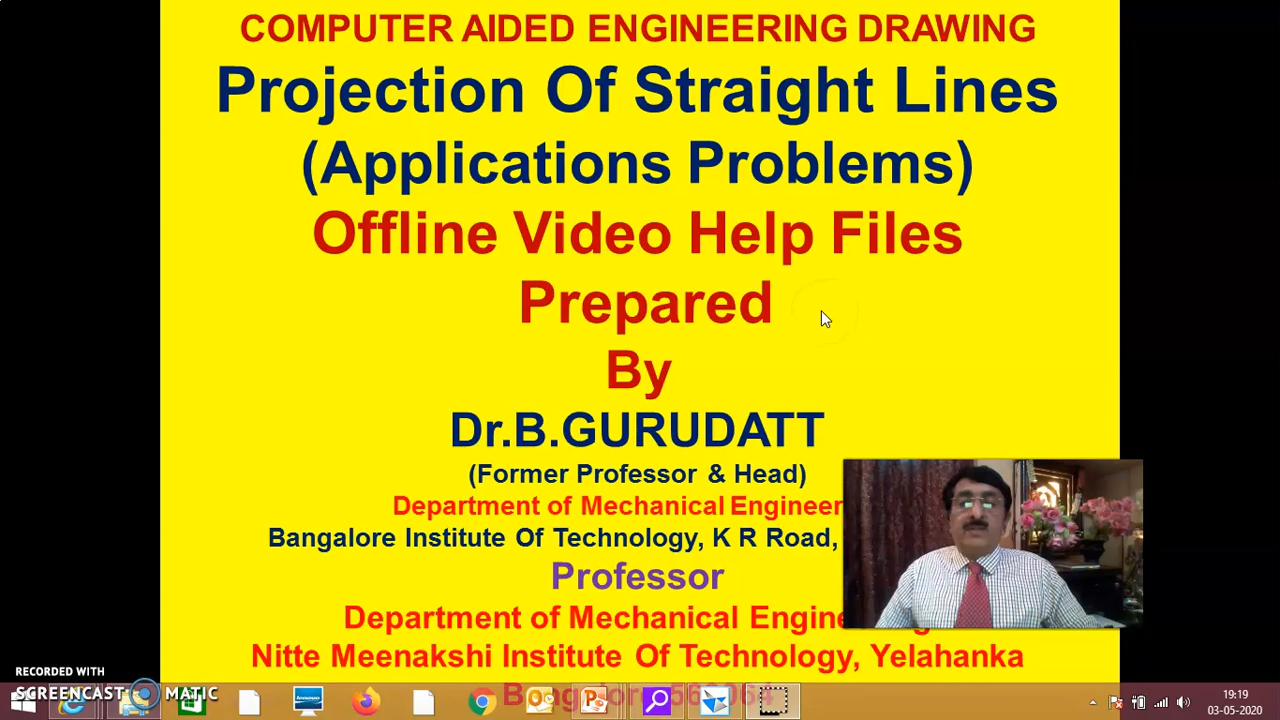 COMPUTER AIDED ENGINEERING DRAWING
Projection Of Straight Lines
(Applications Problems)
Offline Video Help Files
Prepared
By
Dr.B.GURUDATT
(Former Professor & Head)
Department of Mechanical Engineer
Bangalore Institute Of Technology, K R Road,
Professor
Department of Mechanical Engine
Nitte Meenakshi Institute Of Technology, Yelahanka
RECORDED WITH
SCREENCAST MATIC
19:19
03-05-2020